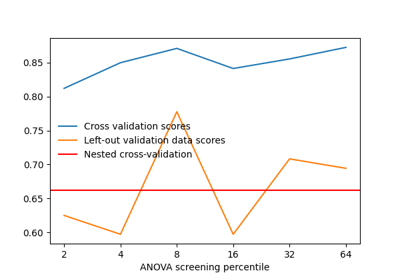 0.85
0.80
0.75
0.70
0.65
0.60
Cross validation scores
Left-out validation data scores
Nested cross-validation
2 4 8 16 32 64
ANOVA screening percentile